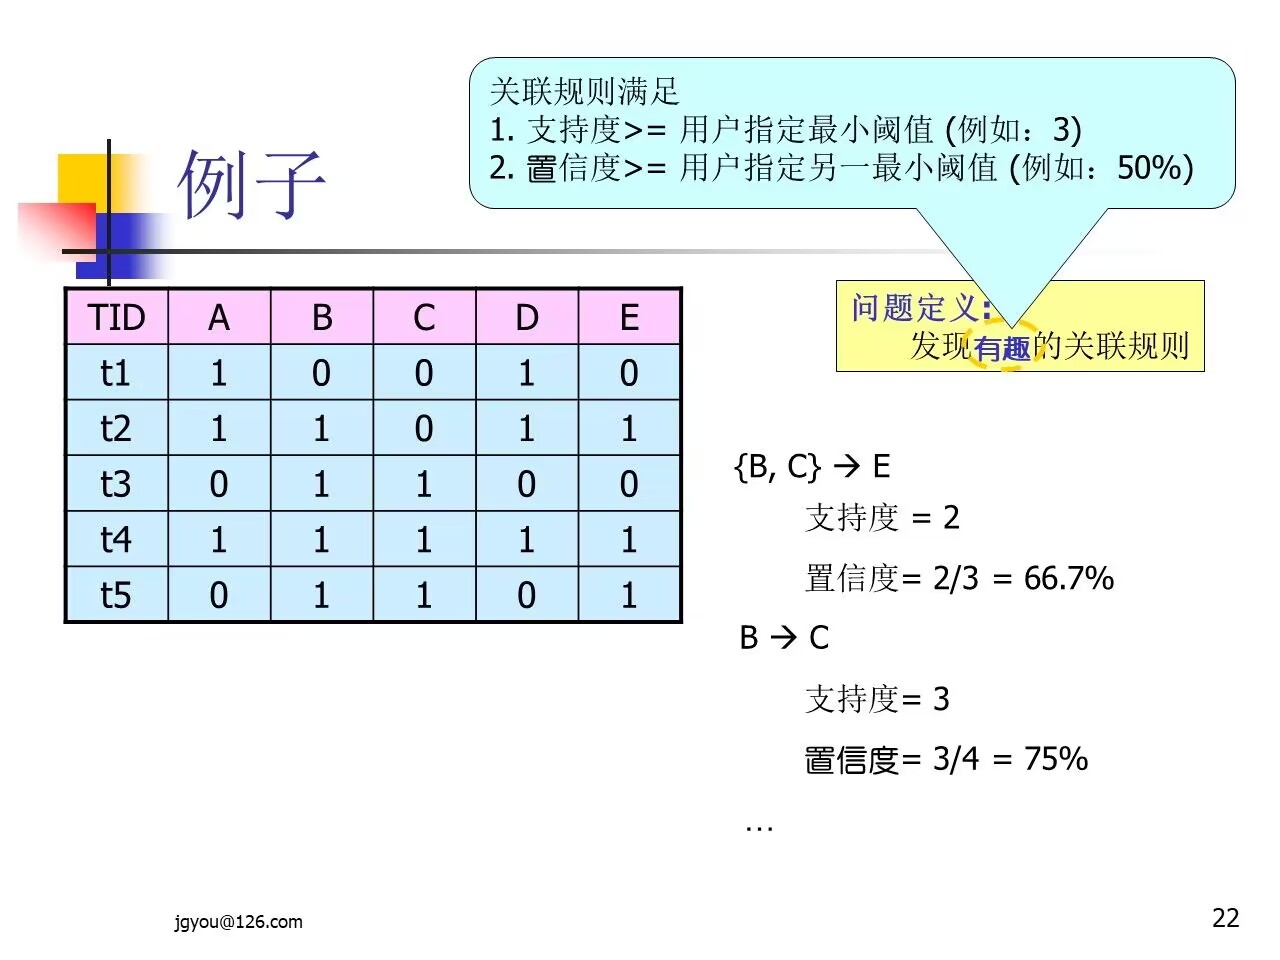 关联规则满足
1. 支持度>= 用户指定最小阈值 (例如：3)
2. 置信度>= 用户指定另一最小阈值 (例如：50%)
例子
问题定义:
发现有趣的关联规则
TID A B C D E
t1 1 0 0 1 0
t2 1 1 0 1 1
t3 0 1 1 0 0
t4 1 1 1 1 1
t5 0 1 1 0 1
{B, C} → E
支持度 = 2
置信度= 2/3 = 66.7%
B → C
支持度= 3
置信度= 3/4 = 75%
…
jgyou@126.com
22